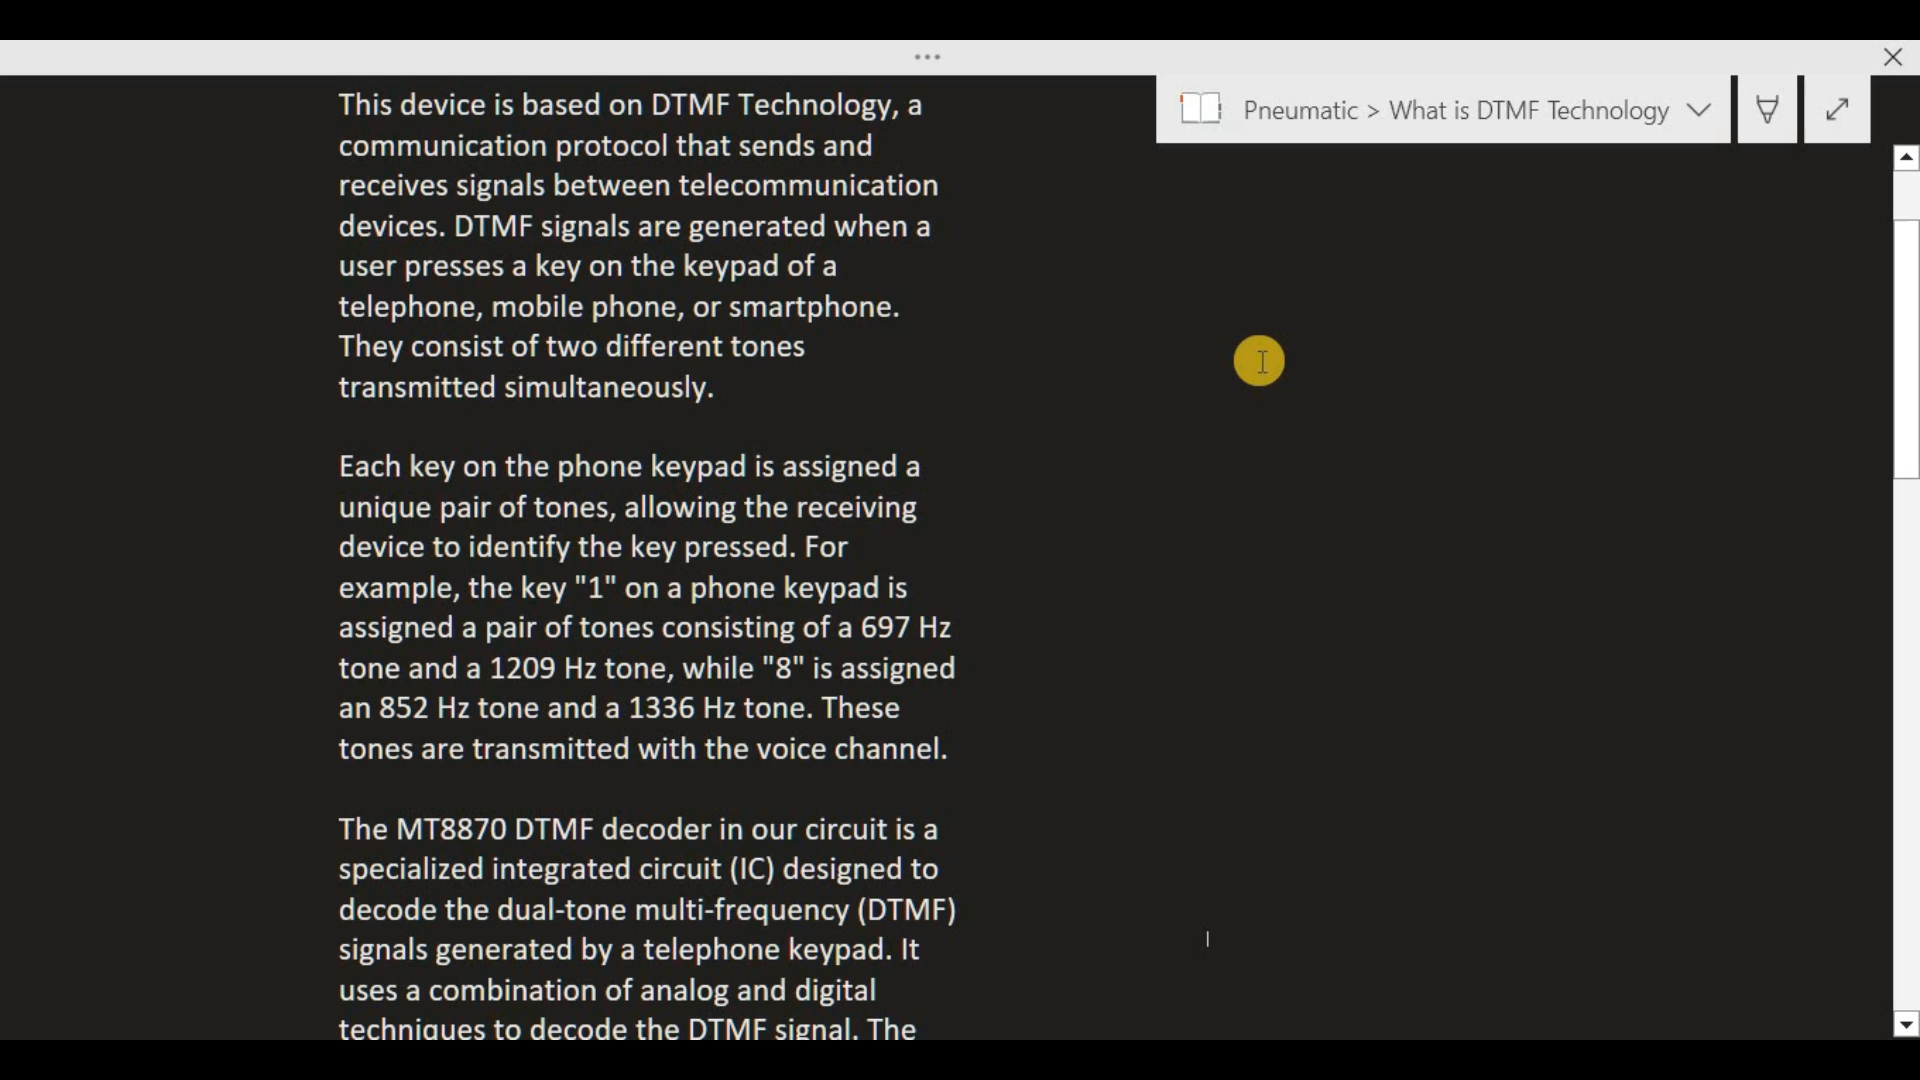 This device is based on DTMF Technology, a
communication protocol that sends and
receives signals between telecommunication
devices. DTMF signals are generated when a
user presses a key on the keypad of a
telephone, mobile phone, or smartphone.
They consist of two different tones
transmitted simultaneously.
Each key on the phone keypad is assigned a
unique pair of tones, allowing the receiving
device to identify the key pressed. For
example, the key "1" on a phone keypad is
assigned a pair of tones consisting of a 697 Hz
tone and a 1209 Hz tone, while "8" is assigned
an 852 Hz tone and a 1336 Hz tone. These
tones are transmitted with the voice channel.
The MT8870 DTMF decoder in our circuit is a
specialized integrated circuit (IC) designed to
decode the dual-tone multi-frequency (DTMF)
signals generated by a telephone keypad. It
uses a combination of analog and digital
techniques to decode the DTMF signal. The
Pneumatic > What is DTMF Technology